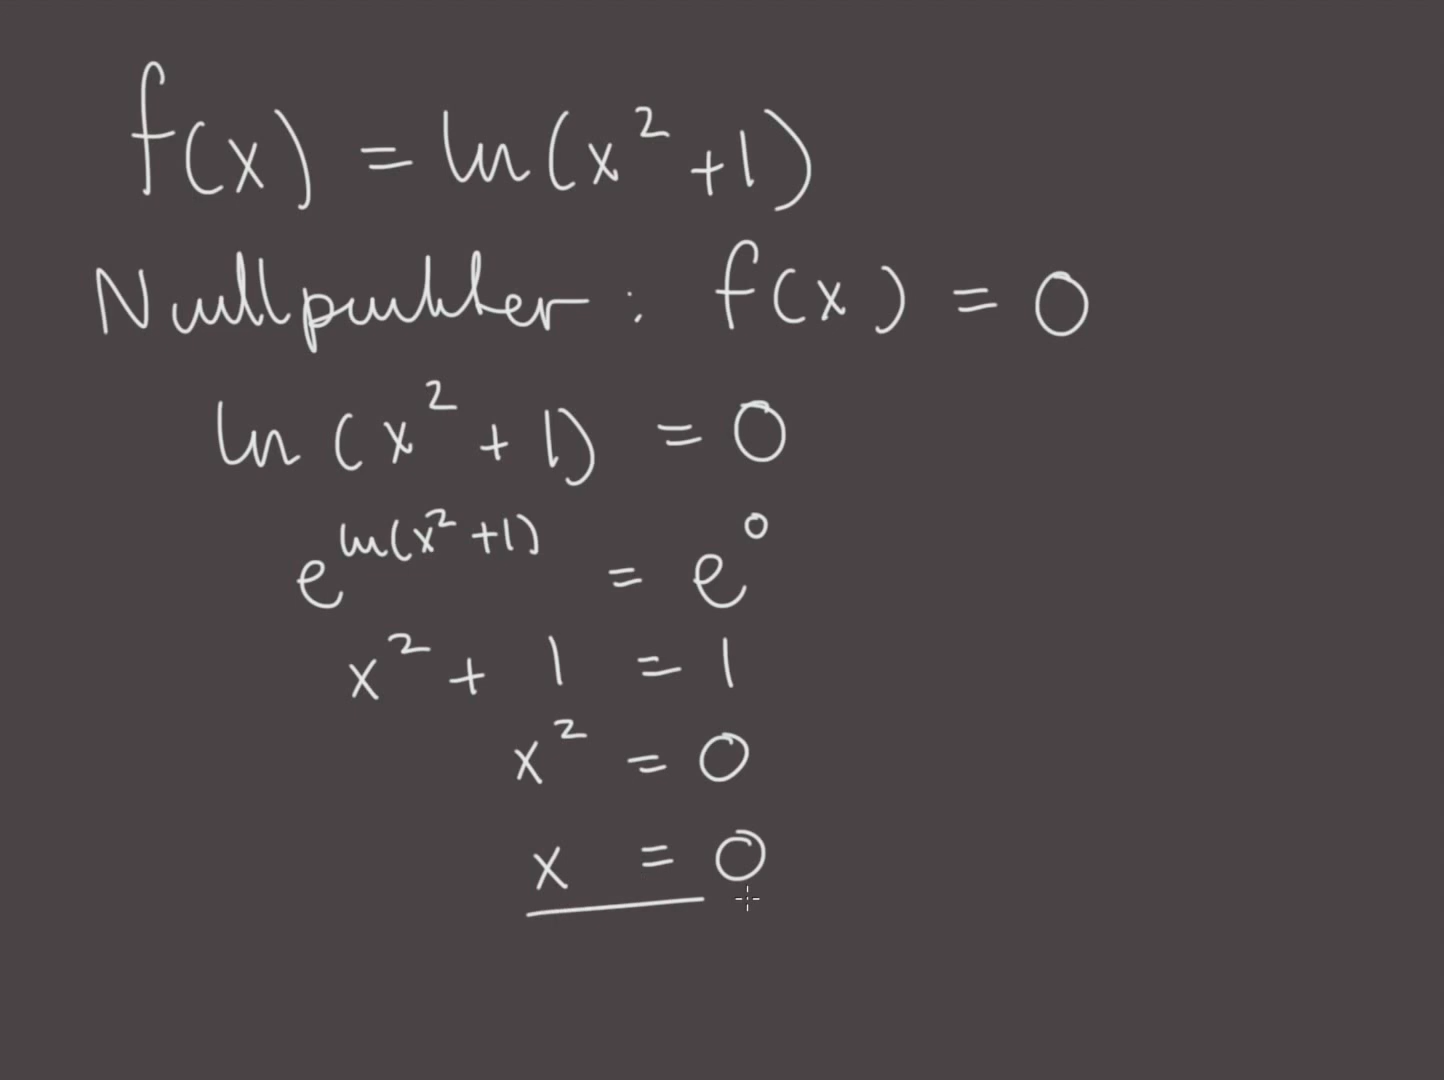 f(x) = ln(x² + 1)
Nullpunkter : f(x) = 0
ln(x² + 1) = 0
e^{ln(x² + 1)} = e⁰
x² + 1 = 1
x² = 0
x = 0